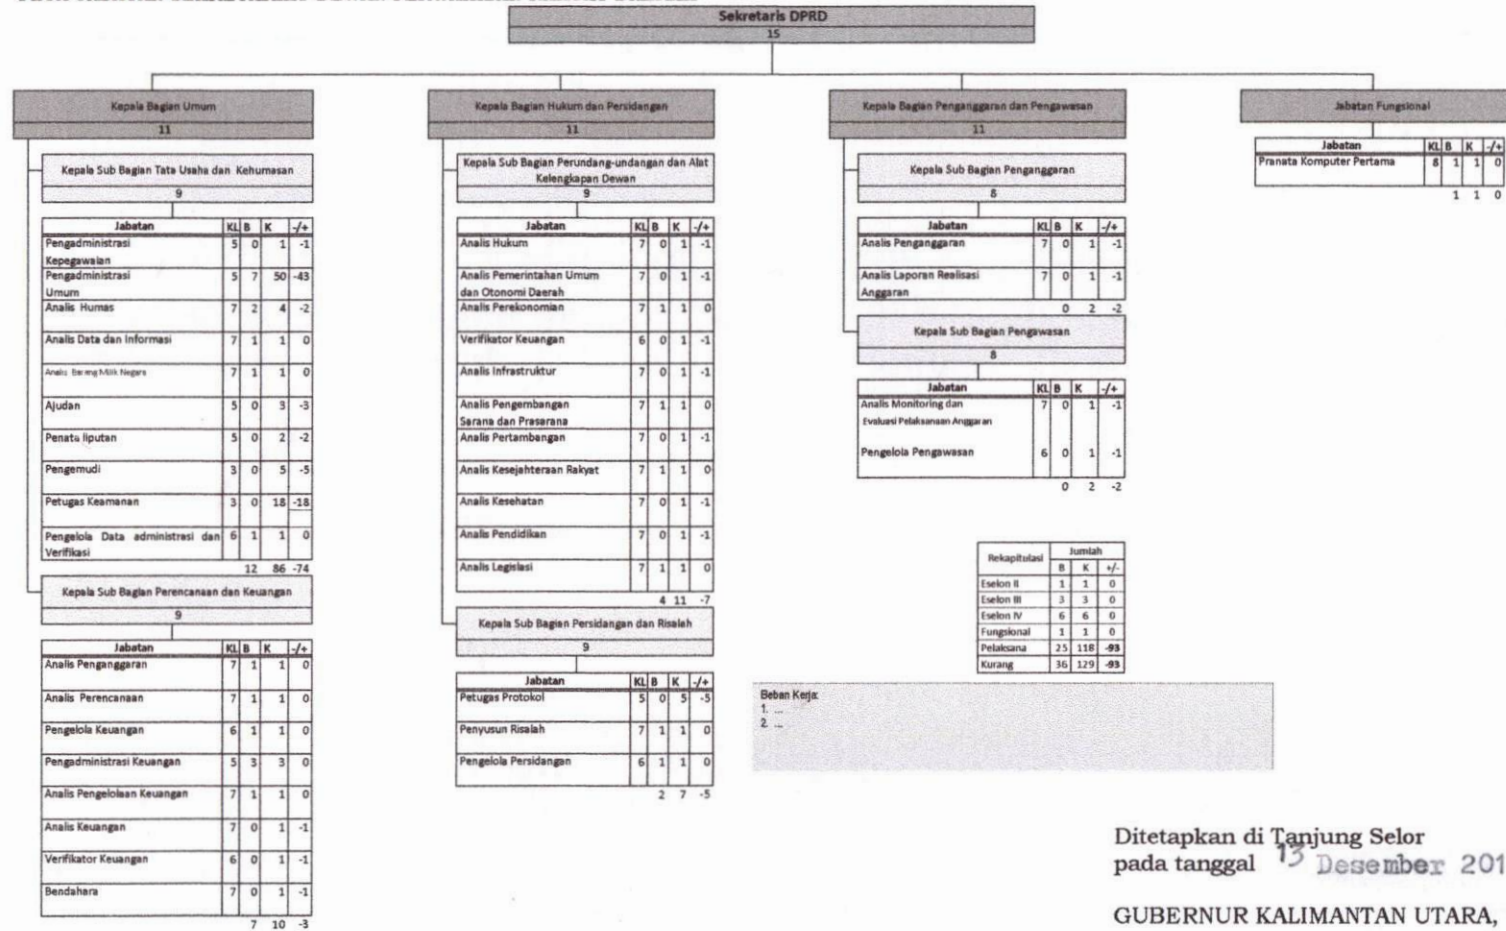 Sekretaris DPRD
15
Kepala Bagian Umum
11
Kepala Sub Bagian Tata Usaha dan Kehumasan
9
Jabatan KL B K -/+
Pengadministrasi 5 0 1 -1
Kepegawaian
Pengadministrasi 5 7 50 -43
Umum
Analis Humas 7 2 4 -2
Analis Data dan Informasi 7 1 1 0
Analis Barang Milik Negara 7 1 1 0
Ajudan 5 0 3 -3
Penata liputan 5 0 2 -2
Pengemudi 3 0 5 -5
Petugas Keamanan 3 0 18 -18
Pengelola Data administrasi dan 6 1 1 0
Verifikasi
12 86 -74
Kepala Sub Bagian Perencanaan dan Keuangan
9
Jabatan KL B K -/+
Analis Penganggaran 7 1 1 0
Analis Perencanaan 7 1 1 0
Pengelola Keuangan 6 1 1 0
Pengadministrasi Keuangan 5 3 3 0
Analis Pengelolaan Keuangan 7 1 1 0
Analis Keuangan 7 0 1 -1
Verifikator Keuangan 6 0 1 -1
Bendahara 7 0 1 -1
7 10 -3
Kepala Bagian Hukum dan Persidangan
11
Kepala Sub Bagian Perundang-undangan dan Alat
Kelengkapan Dewan
9
Jabatan KL B K -/+
Analis Hukum 7 0 1 -1
Analis Pemerintahan Umum 7 0 1 -1
dan Otonomi Daerah
Analis Perekonomian 7 1 1 0
Verifikator Keuangan 6 0 1 -1
Analis Infrastruktur 7 0 1 -1
Analis Pengembangan 7 1 1 0
Sarana dan Prasarana
Analis Pertambangan 7 0 1 -1
Analis Kesejahteraan Rakyat 7 1 1 0
Analis Kesehatan 7 0 1 -1
Analis Pendidikan 7 0 1 -1
Analis Legislasi 7 1 1 0
4 11 -7
Kepala Sub Bagian Persidangan dan Risalah
9
Jabatan KL B K -/+
Petugas Protokol 5 0 5 -5
Penyusun Risalah 7 1 1 0
Pengelola Persidangan 6 1 1 0
2 7 -5
Kepala Bagian Penganggaran dan Pengawasan
11
Kepala Sub Bagian Penganggaran
8
Jabatan KL B K -/+
Analis Penganggaran 7 0 1 -1
Analis Laporan Realisasi 7 0 1 -1
Anggaran
0 2 -2
Kepala Sub Bagian Pengawasan
8
Jabatan KL B K -/+
Analis Monitoring dan 7 0 1 -1
Evaluasi Pelaksanaan Anggaran
Pengelola Pengawasan 6 0 1 -1
0 2 -2
Jabatan Fungsional
Jabatan KL B K -/+
Pranata Komputer Pertama 8 1 1 0
1 1 0
Rekapitulasi Jumlah
B K +/-
Eselon II 1 1 0
Eselon III 3 3 0
Eselon IV 6 6 0
Fungsional 1 1 0
Pelaksana 25 118 -93
Kurang 36 129 -93
Beban Kerja:
1. ...
2. ...
Ditetapkan di Tanjung Selor
pada tanggal 13 Desember 201
GUBERNUR KALIMANTAN UTARA,